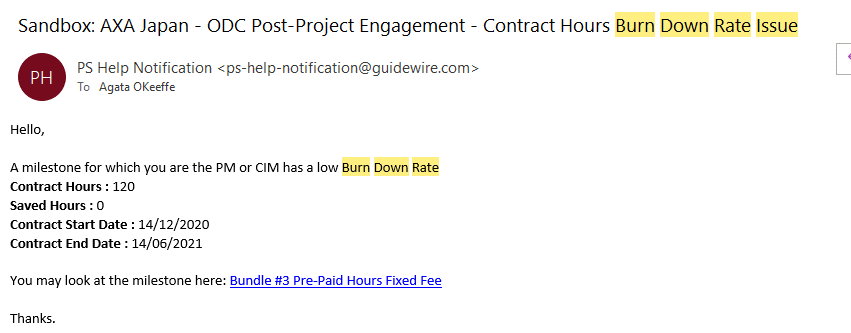 Sandbox: AXA Japan - ODC Post-Project Engagement - Contract Hours Burn Down Rate Issue
PH
PS Help Notification <ps-help-notification@guidewire.com>
To Agata OKeeffe
Hello,
A milestone for which you are the PM or CIM has a low Burn Down Rate
Contract Hours : 120
Saved Hours : 0
Contract Start Date : 14/12/2020
Contract End Date : 14/06/2021
You may look at the milestone here: Bundle #3 Pre-Paid Hours Fixed Fee
Thanks.